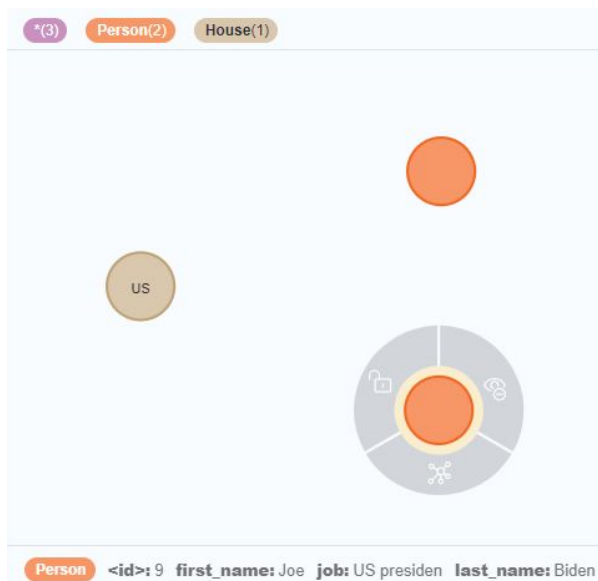 *(3) Person(2) House(1)
US
Person <id>: 9 first_name: Joe job: US presiden last_name: Biden